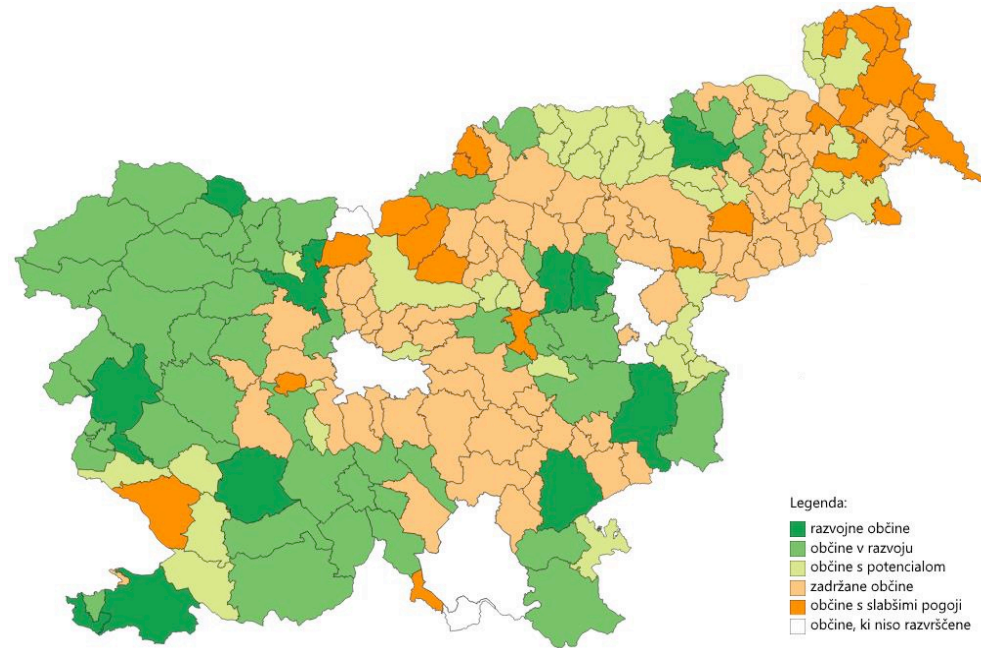 Legenda:
razvojne občine
občine v razvoju
občine s potencialom
zadržane občine
občine s slabšimi pogoji
občine, ki niso razvrščene